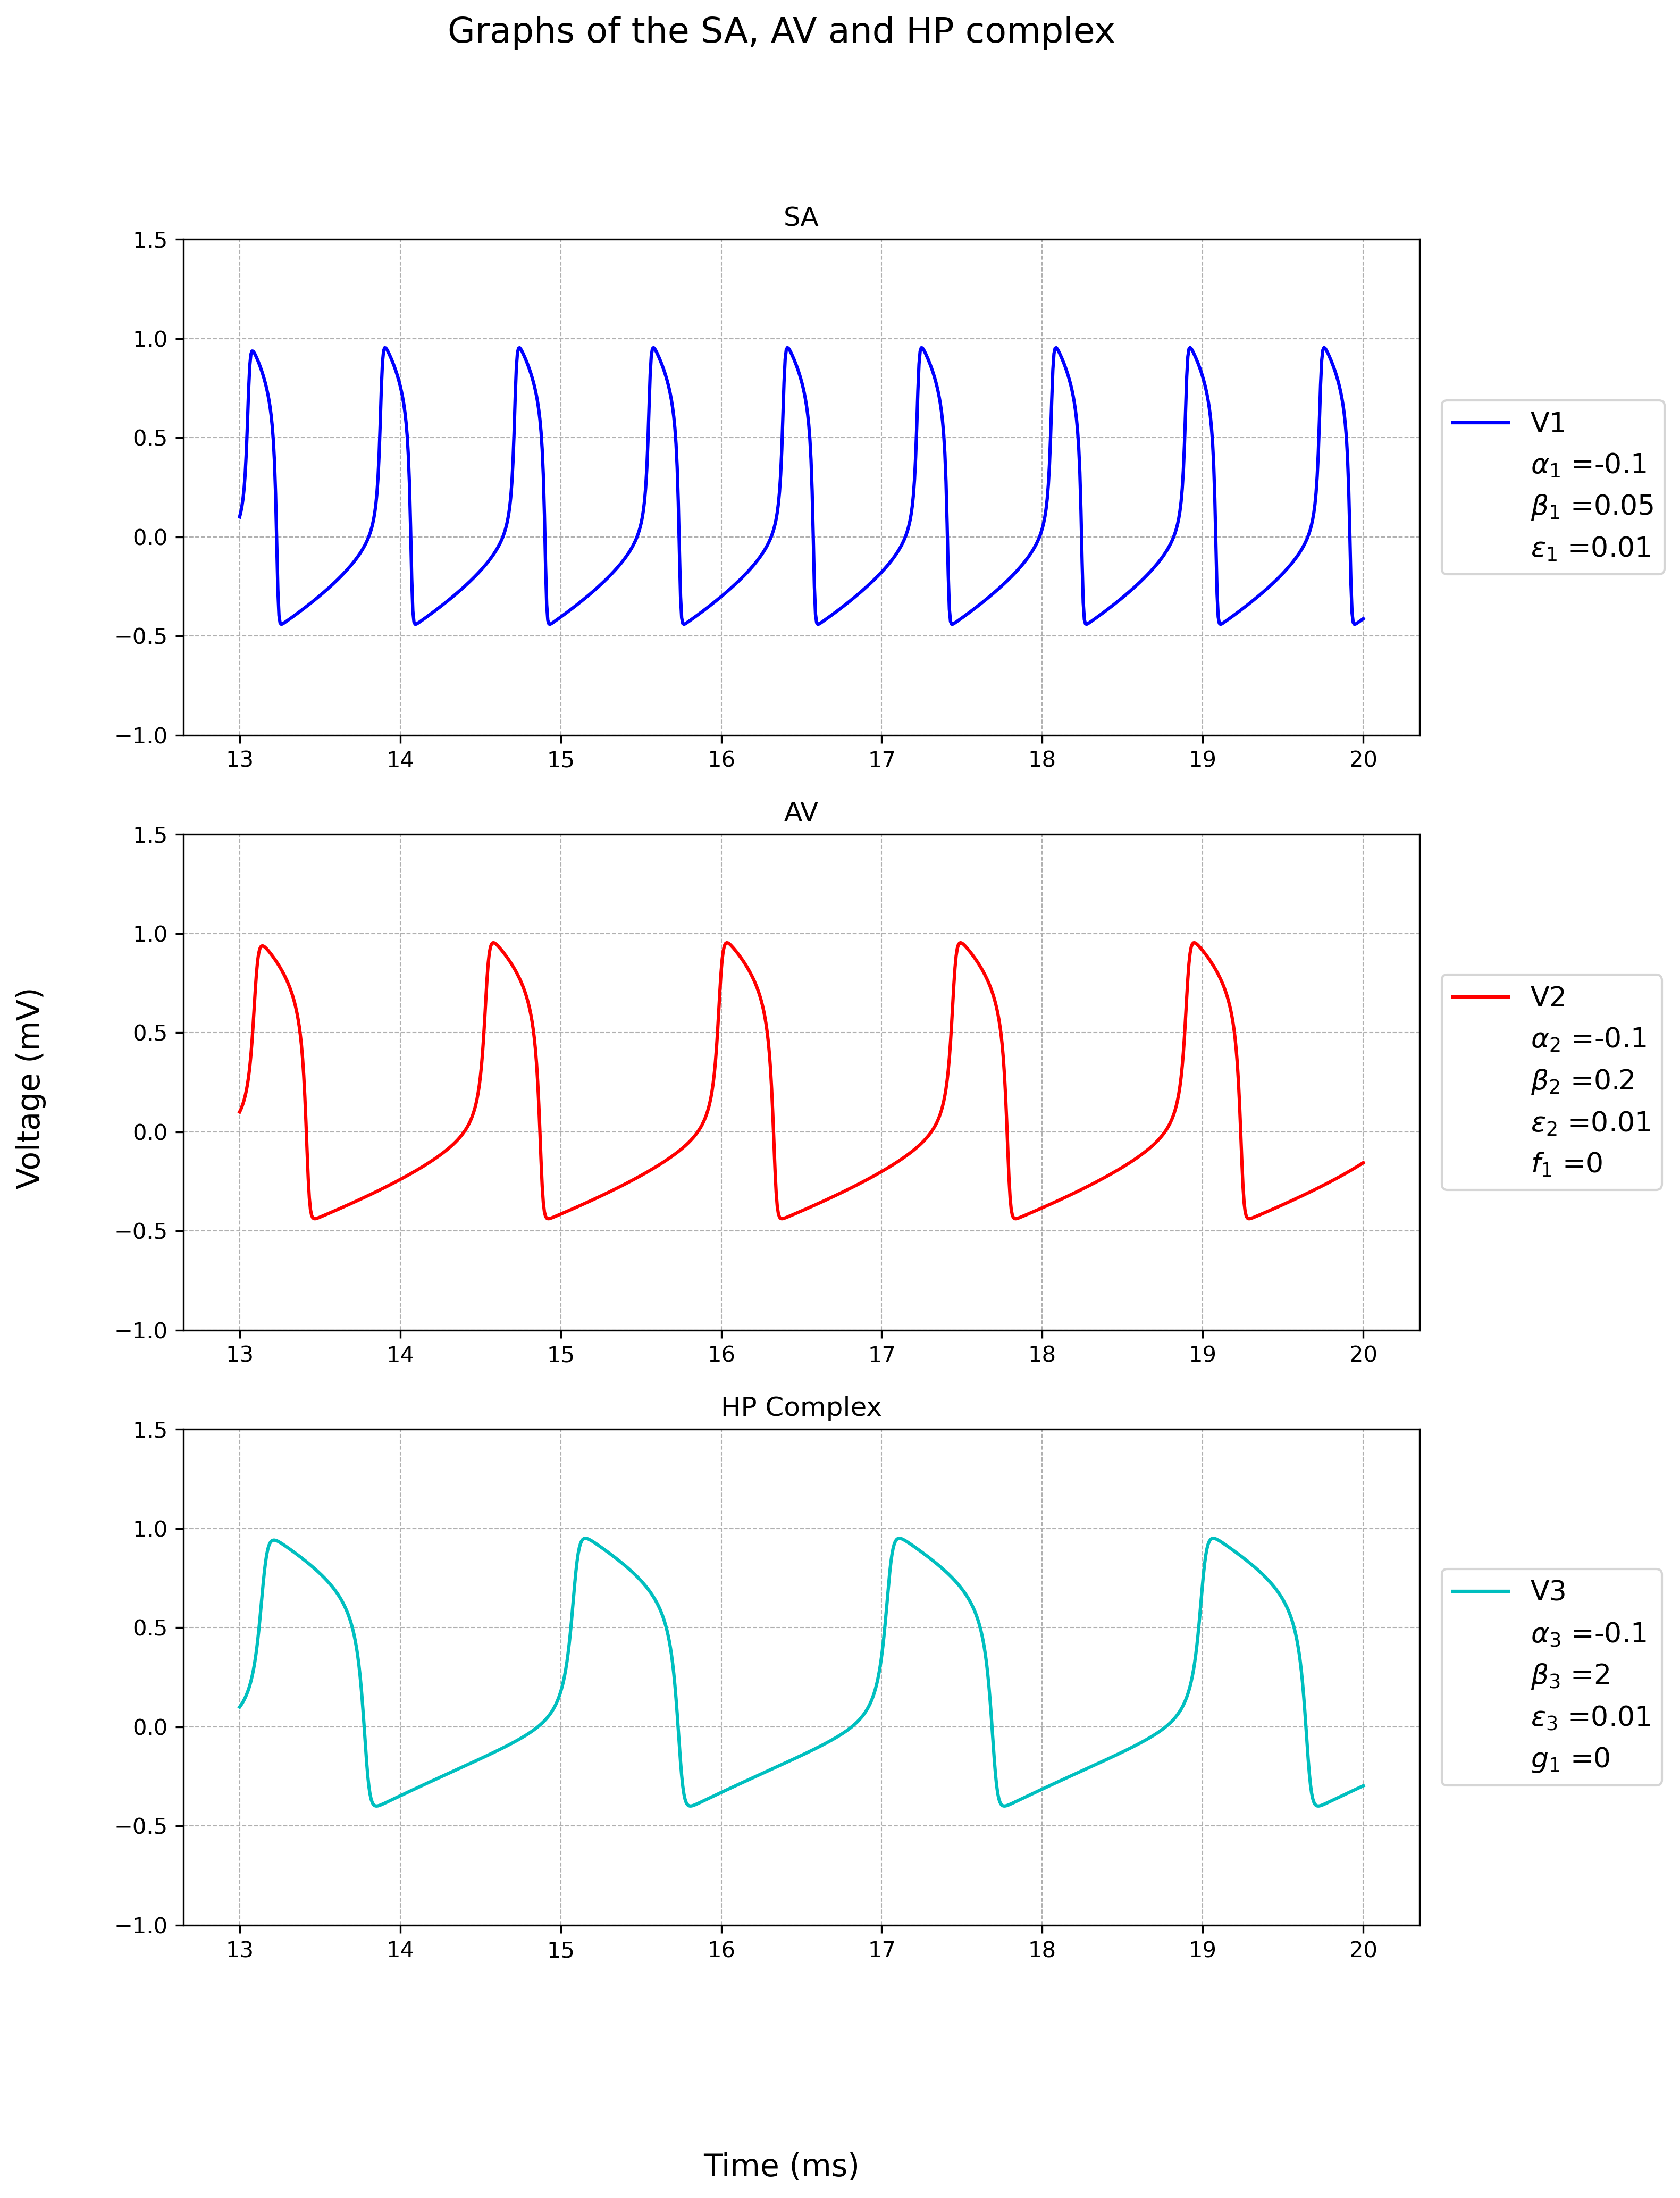 Graphs of the SA, AV and HP complex
SA
1.5
1.0
0.5
0.0
−0.5
−1.0
13 14 15 16 17 18 19 20
V1
α₁ =-0.1
β₁ =0.05
ε₁ =0.01
AV
1.5
1.0
0.5
0.0
−0.5
−1.0
13 14 15 16 17 18 19 20
V2
α₂ =-0.1
β₂ =0.2
ε₂ =0.01
f₁ =0
Voltage (mV)
HP Complex
1.5
1.0
0.5
0.0
−0.5
−1.0
13 14 15 16 17 18 19 20
V3
α₃ =-0.1
β₃ =2
ε₃ =0.01
g₁ =0
Time (ms)